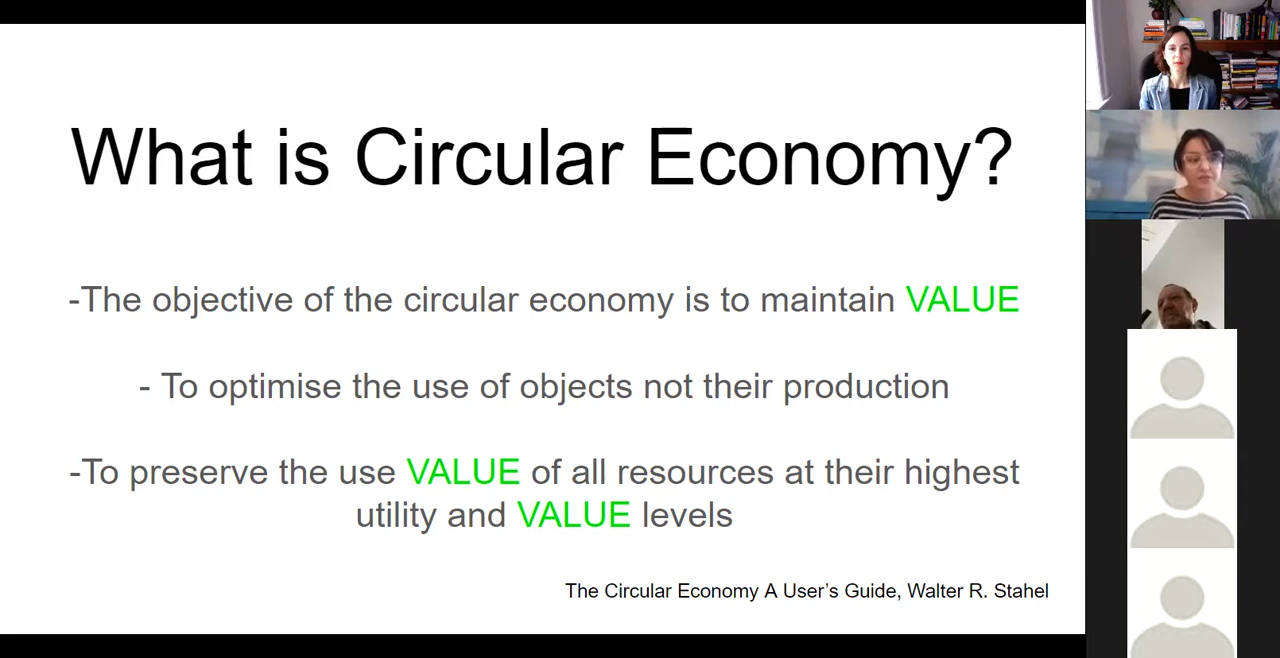 What is Circular Economy?
-The objective of the circular economy is to maintain VALUE
- To optimise the use of objects not their production
-To preserve the use VALUE of all resources at their highest
utility and VALUE levels
The Circular Economy A User’s Guide, Walter R. Stahel